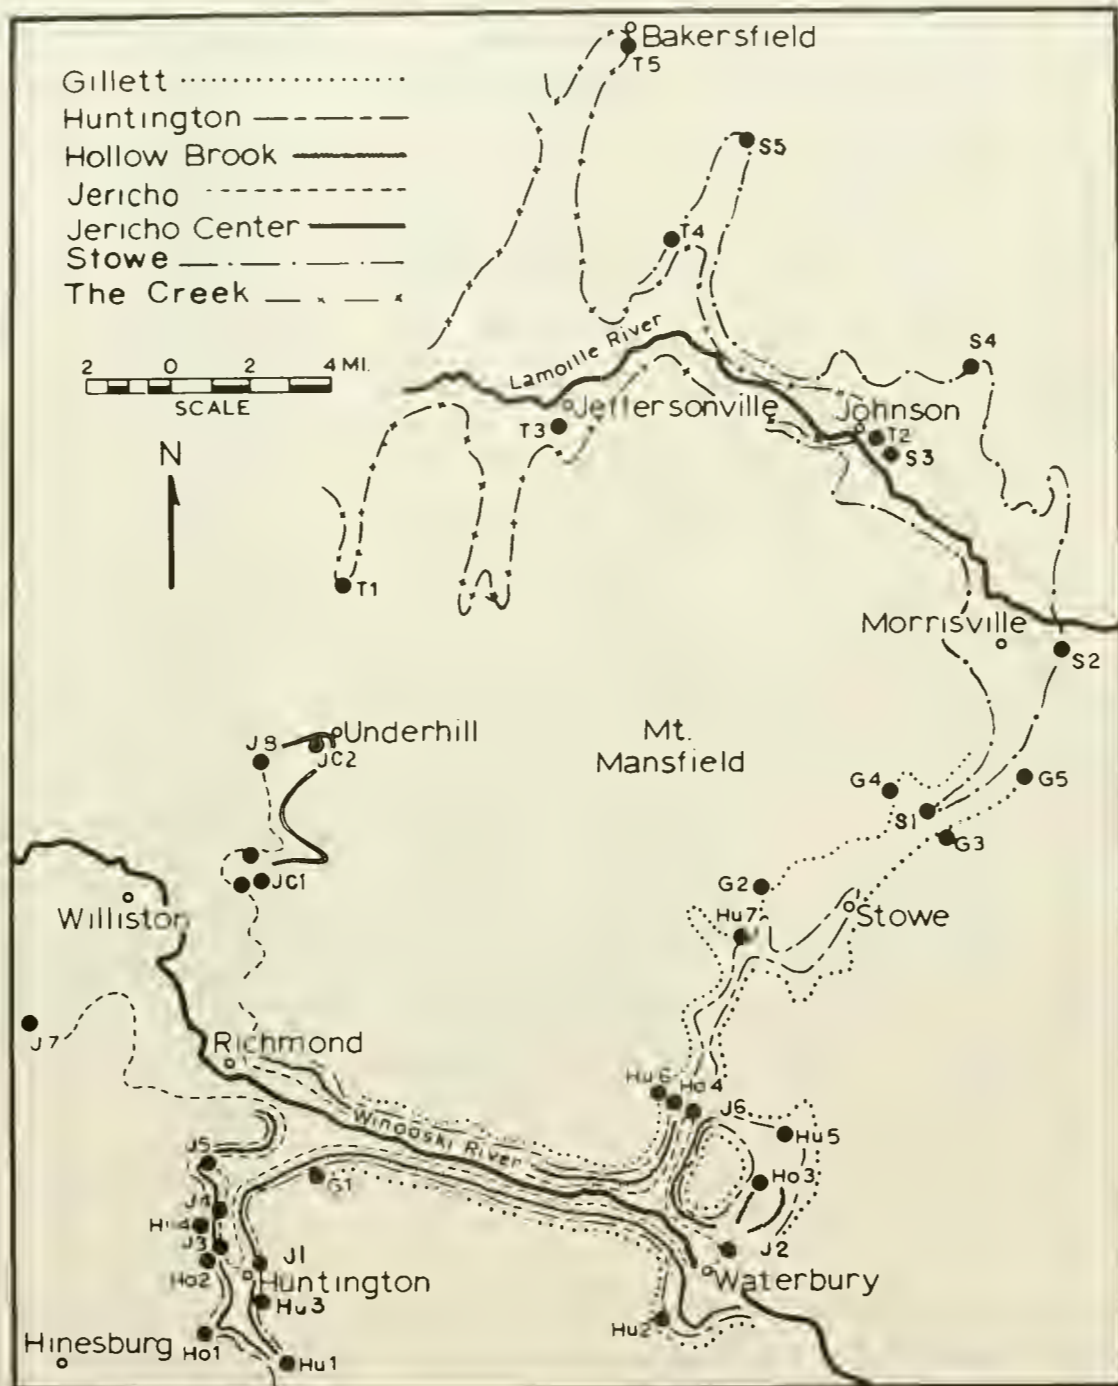 Bakersfield
T5
Gillett
Huntington
Hollow Brook
Jericho
Jericho Center
Stowe
The Creek
S5
T4
2 0 2 4 MI.
SCALE
Lamoille River
S4
Jeffersonville
Johnson
T3
T2
S3
N
T1
Morrisville
S2
Mt.
Mansfield
Underhill
J8
JC2
G4
G5
S1
G3
JC1
G2
Williston
Hu7
Stowe
J7
Richmond
Hu6
Ho4
J6
Winooski River
Hu5
J5
Ho3
G1
J4
Hu4
J3
J1
J2
Ho2
Huntington
Waterbury
Hu3
Hu2
Hinesburg
Ho1
Hu1